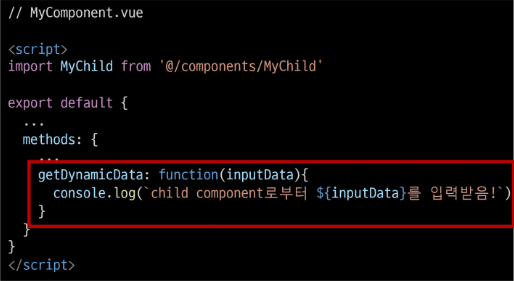 // MyComponent.vue
<script>
import MyChild from '@/components/MyChild'
export default {
...
methods: {
...
getDynamicData: function(inputData){
console.log(`child component로부터 ${inputData}를 입력받음!`)
}
}
}
</script>